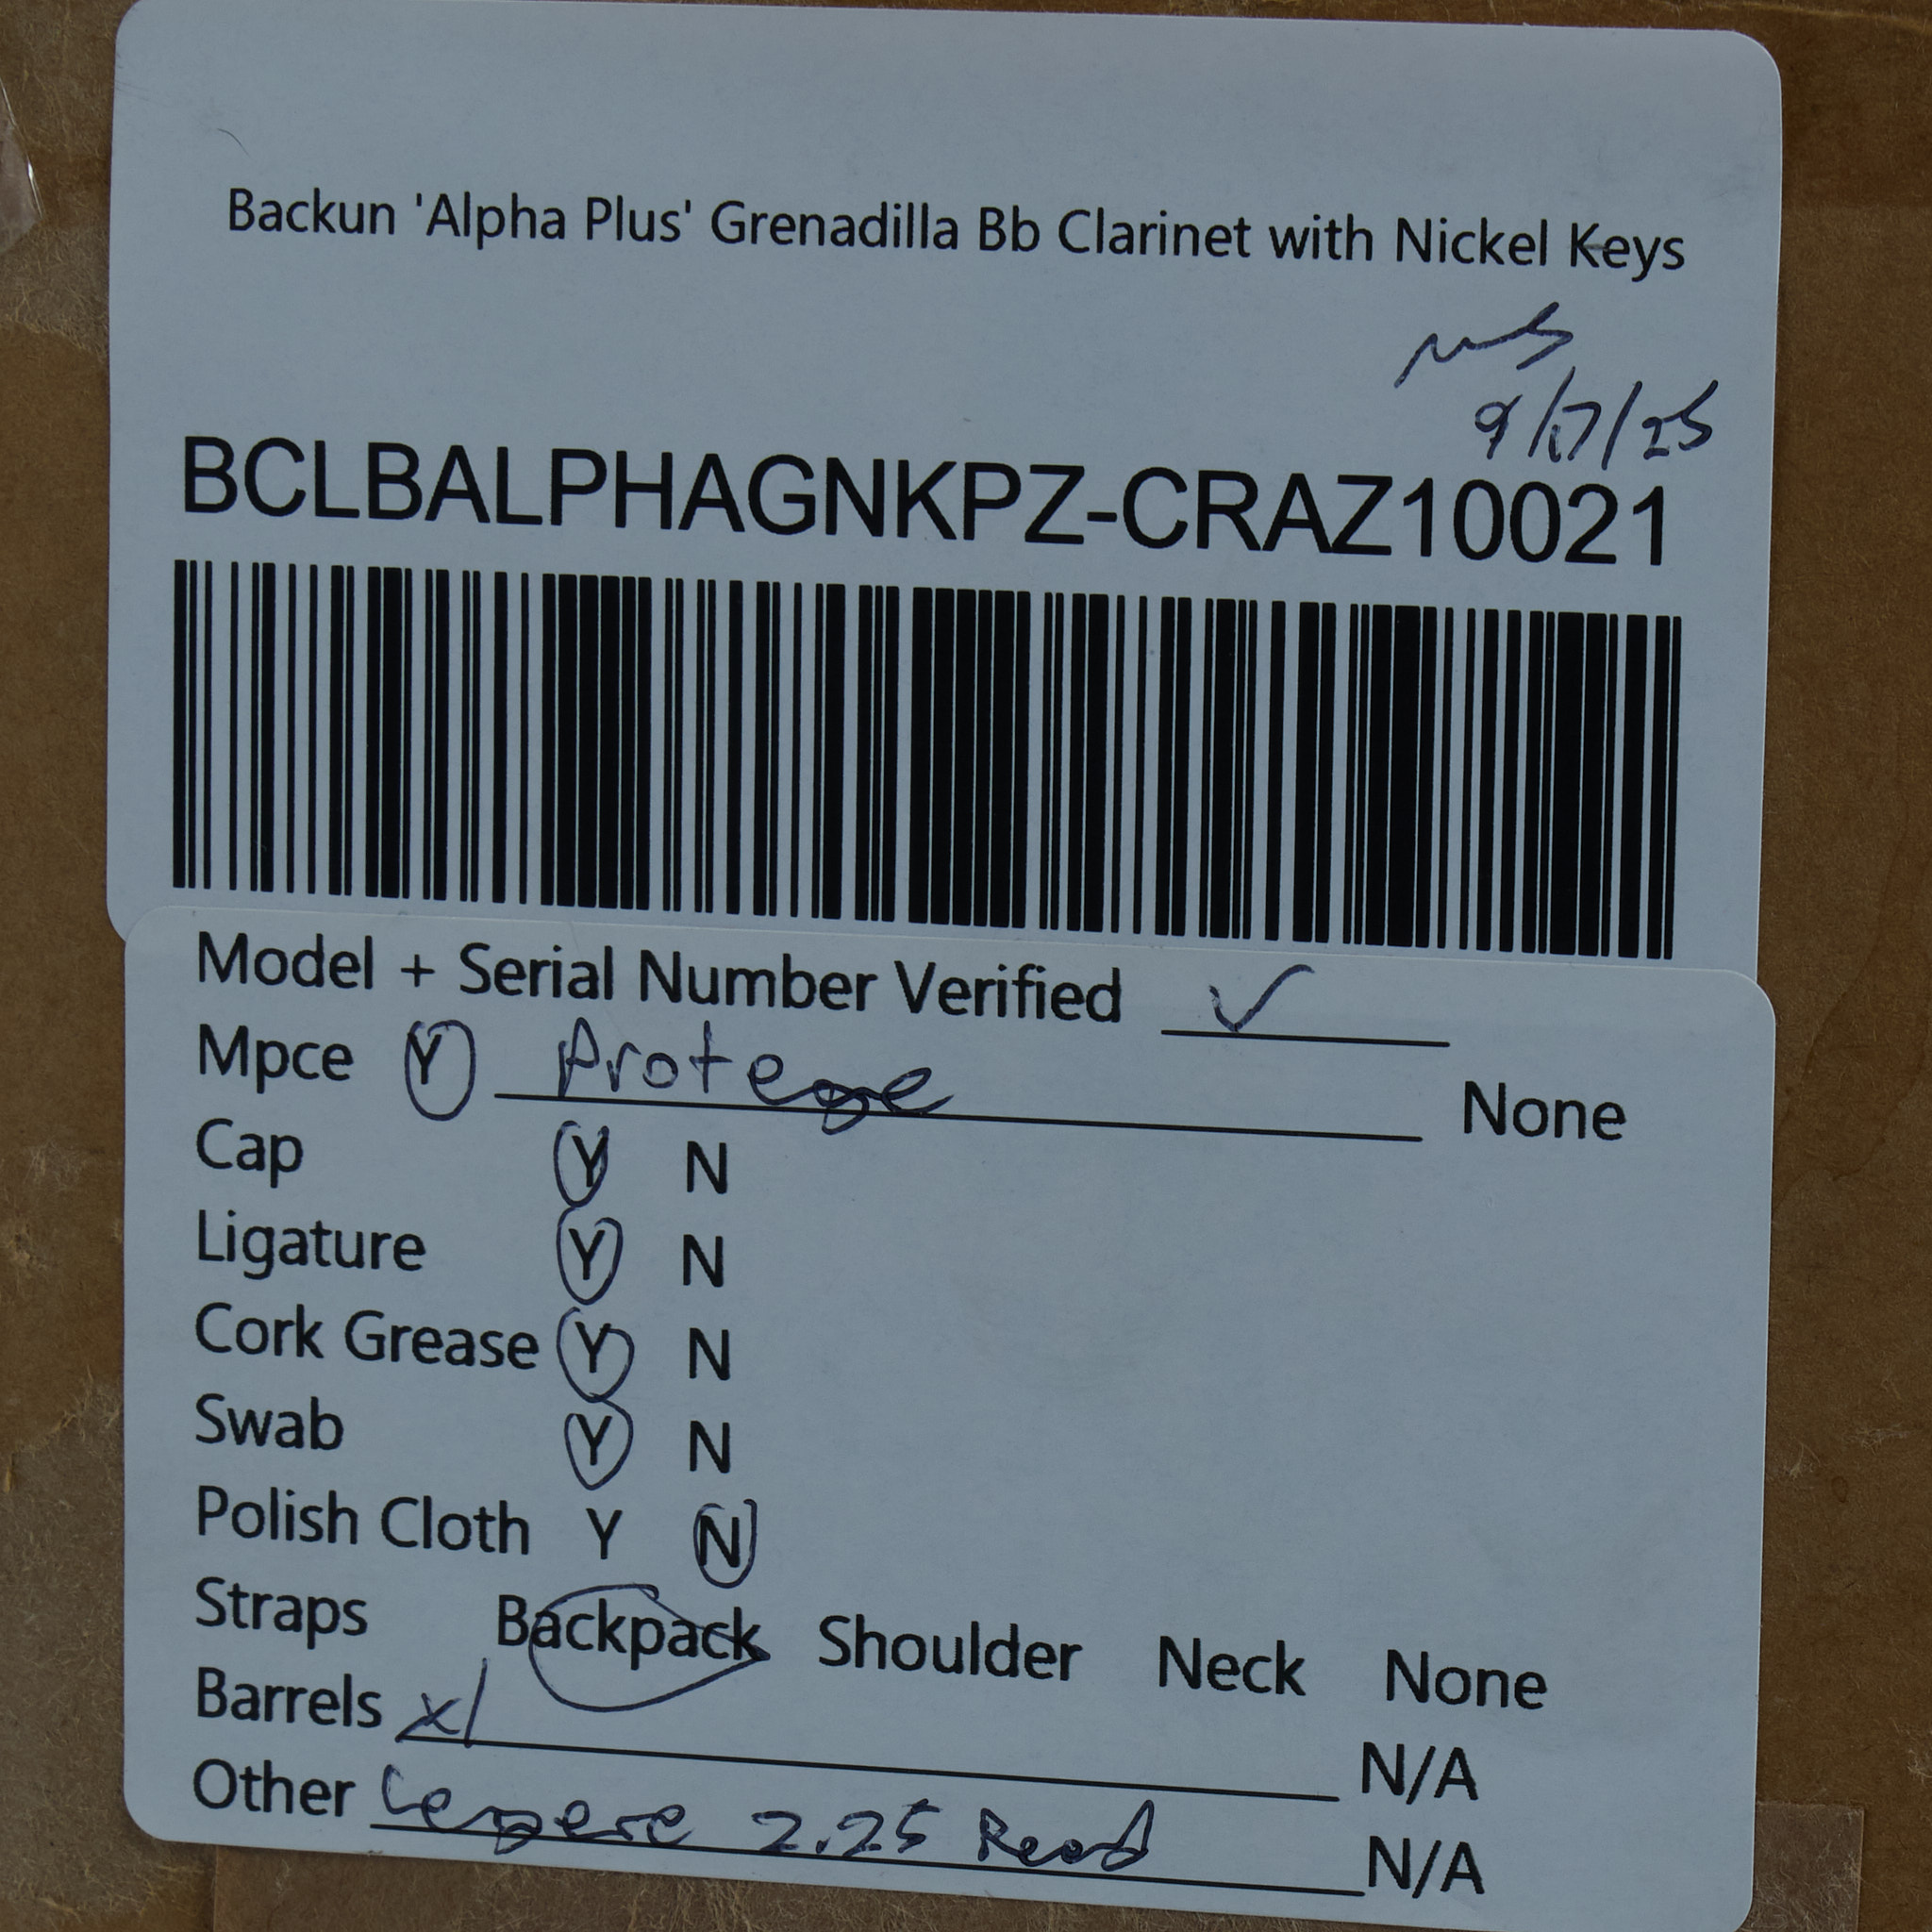 Backun 'Alpha Plus' Grenadilla Bb Clarinet with Nickel Keys
9/17/25
BCLBALPHAGNKPZ-CRAZ10021
Model + Serial Number Verified ✓
Mpce Y Protege None
Cap Y N
Ligature Y N
Cork Grease Y N
Swab Y N
Polish Cloth Y N
Straps Backpack Shoulder Neck None
Barrels x1 N/A
Other Legere 2.25 Reed N/A